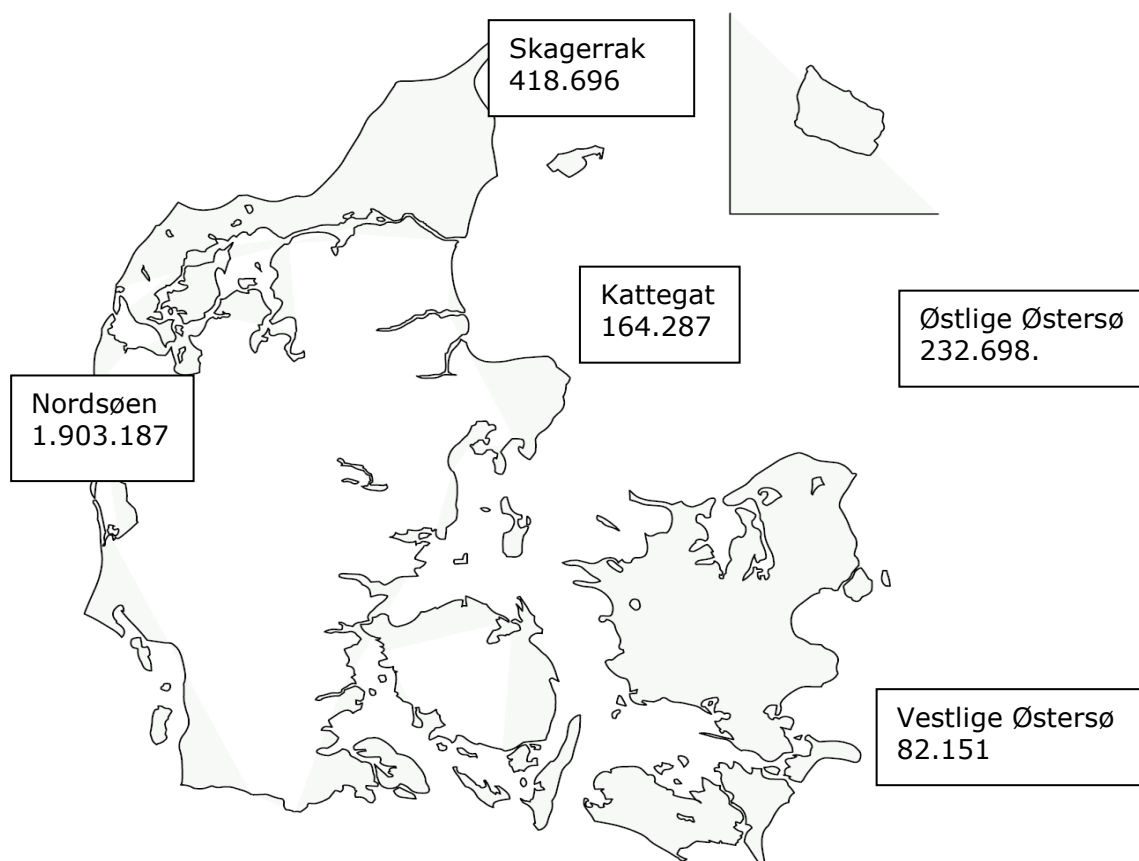 Skagerrak
418.696
Kattegat
164.287
Østlige Østersø
232.698.
Nordsøen
1.903.187
Vestlige Østersø
82.151